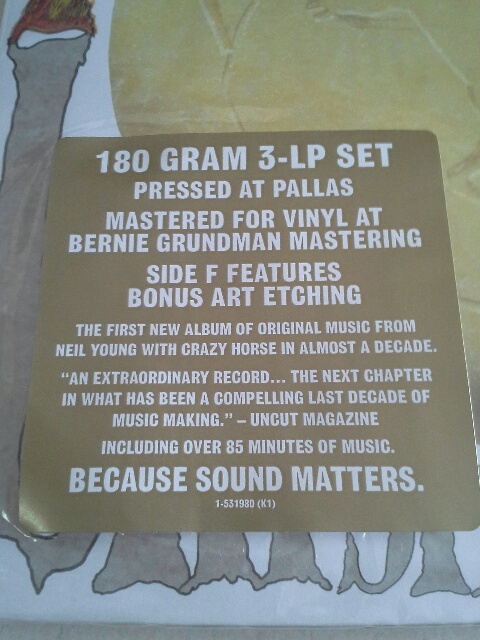 180 GRAM 3-LP SET
PRESSED AT PALLAS
MASTERED FOR VINYL AT
BERNIE GRUNDMAN MASTERING
SIDE F FEATURES
BONUS ART ETCHING
THE FIRST NEW ALBUM OF ORIGINAL MUSIC FROM
NEIL YOUNG WITH CRAZY HORSE IN ALMOST A DECADE.
“AN EXTRAORDINARY RECORD... THE NEXT CHAPTER
IN WHAT HAS BEEN A COMPELLING LAST DECADE OF
MUSIC MAKING.” – UNCUT MAGAZINE
INCLUDING OVER 85 MINUTES OF MUSIC.
BECAUSE SOUND MATTERS.
1-531980 (K1)